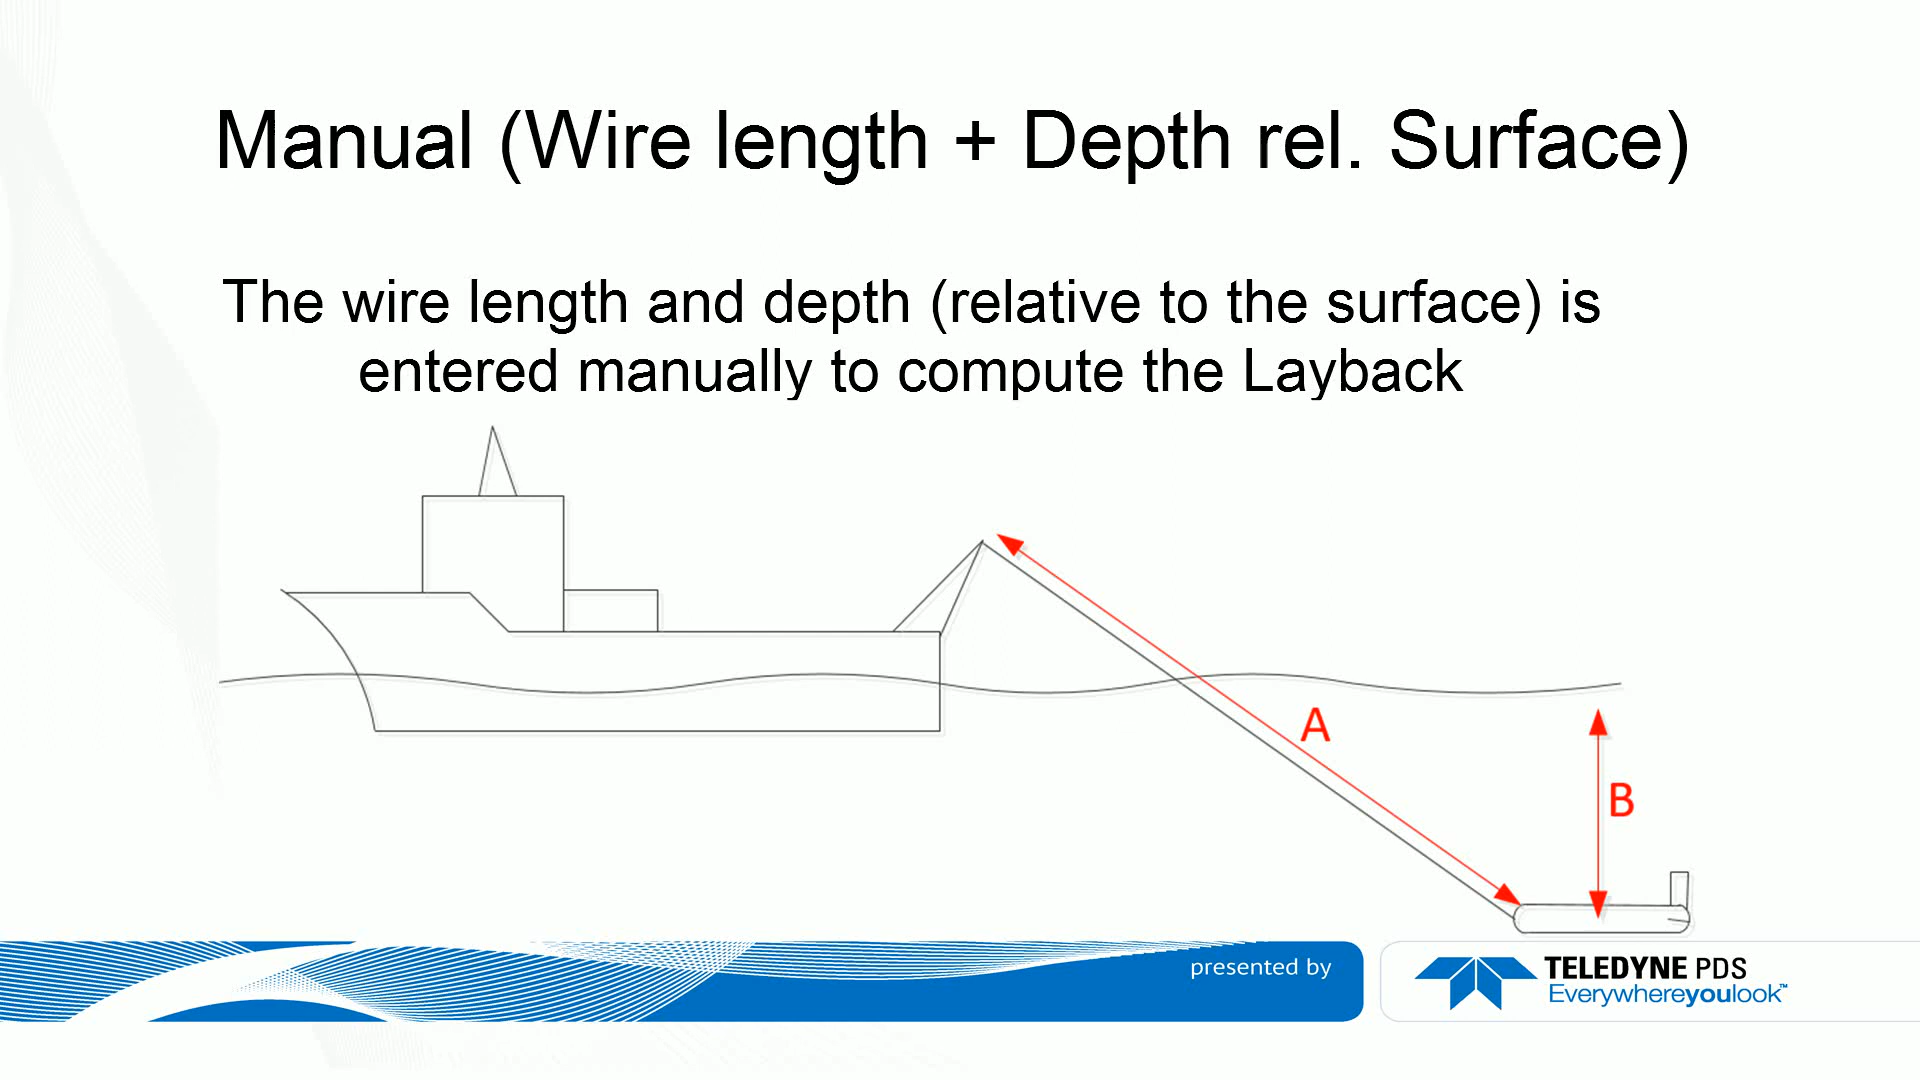 Manual (Wire length + Depth rel. Surface)
The wire length and depth (relative to the surface) is
entered manually to compute the Layback
A
B
presented by
TELEDYNE PDS
Everywhereyoulook™